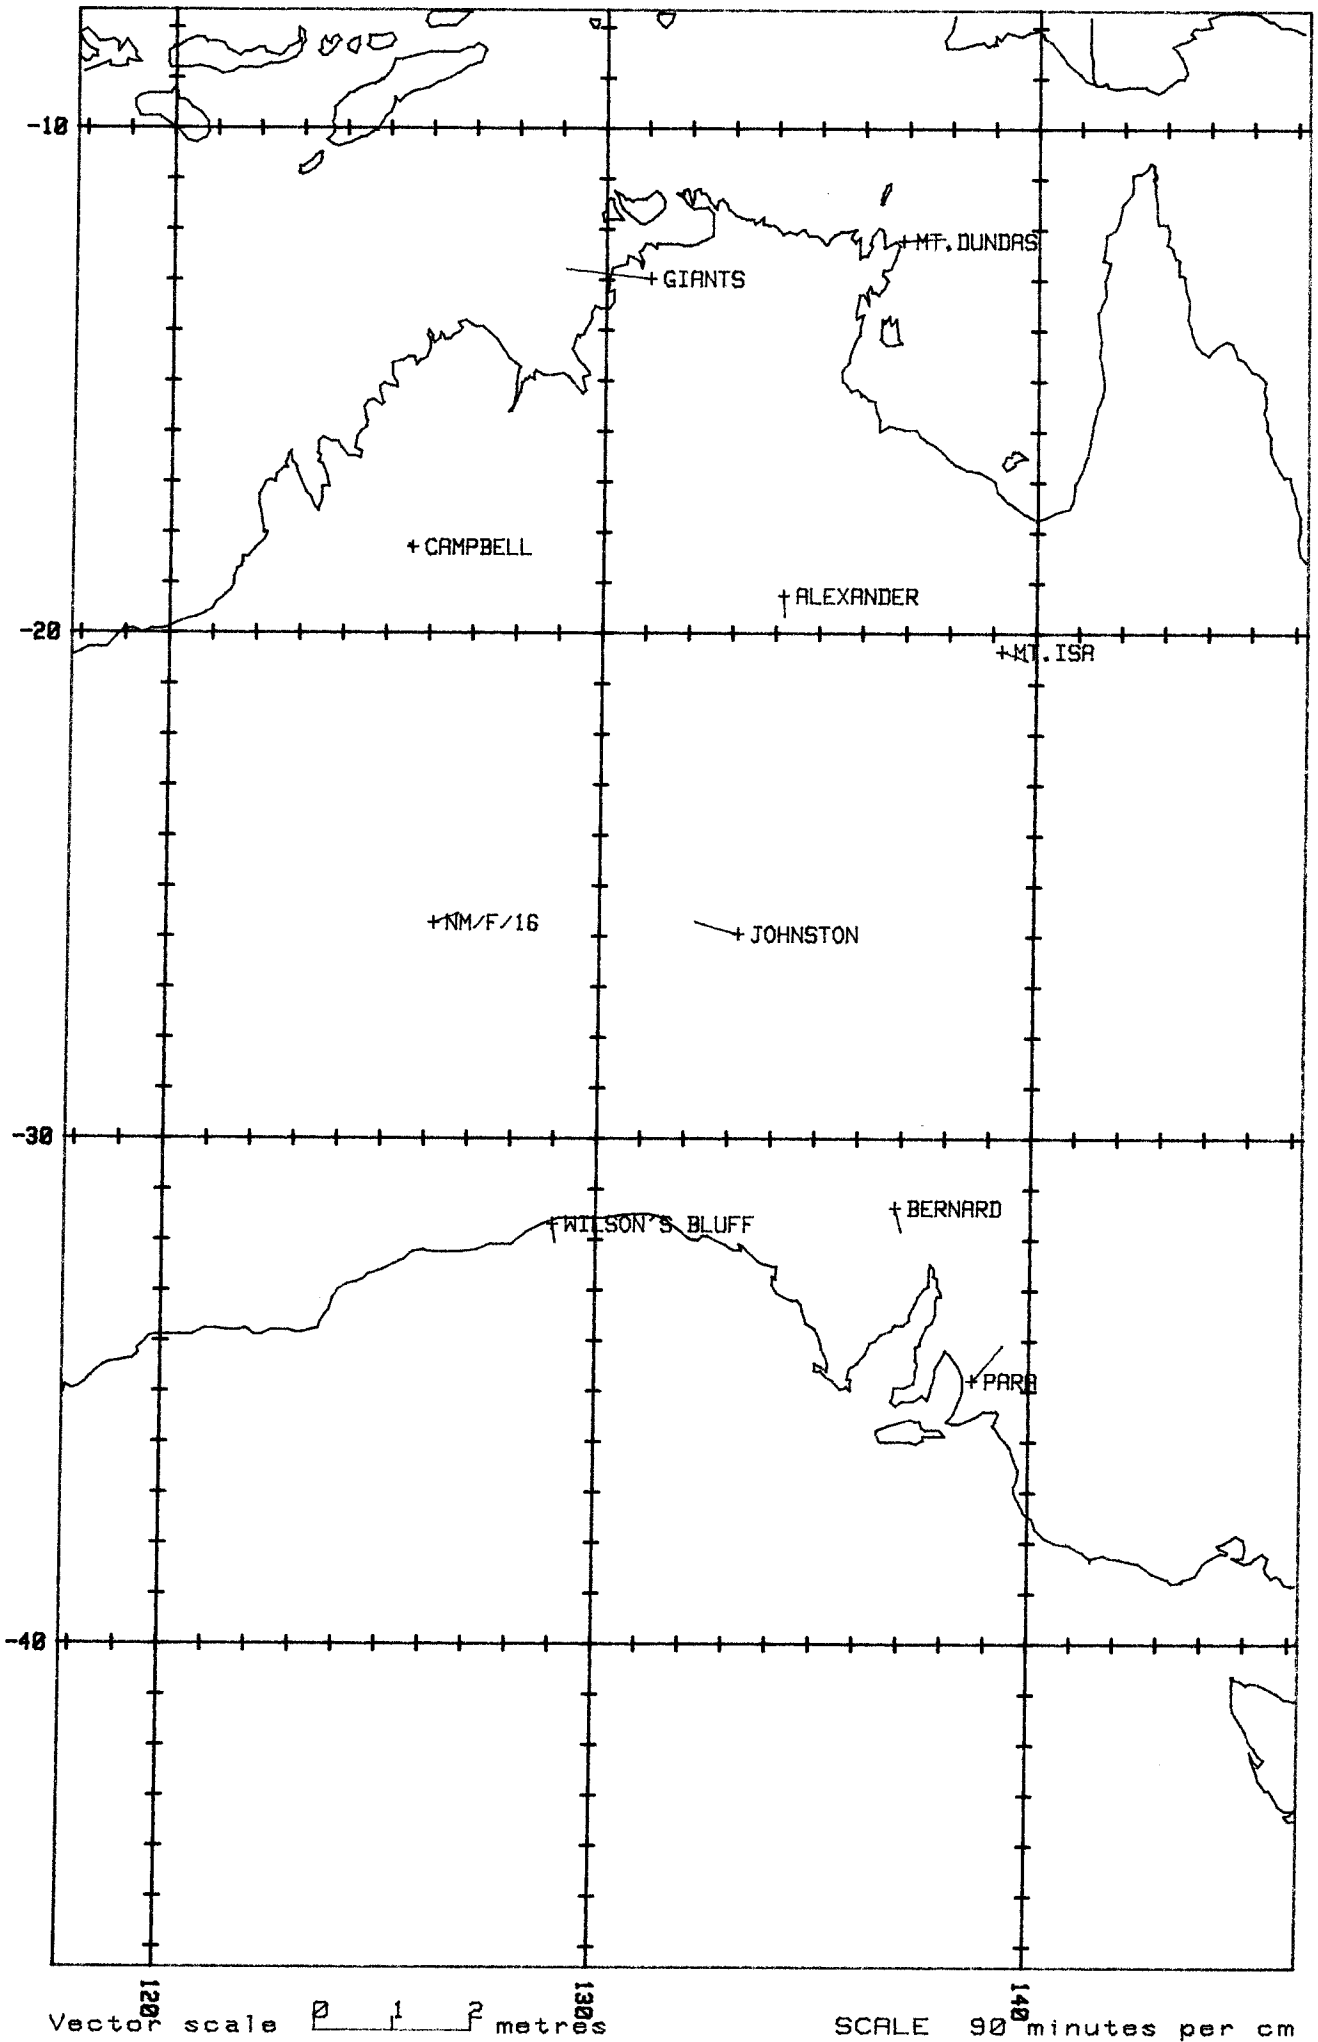 -10
MT. DUNDAS
GIANTS
CAMPBELL
ALEXANDER
-20
MT. ISA
NM/F/16
JOHNSTON
-30
BERNARD
WILSON'S BLUFF
PARA
-40
120
130
140
Vector scale 0 1 2 metres
SCALE 90 minutes per cm